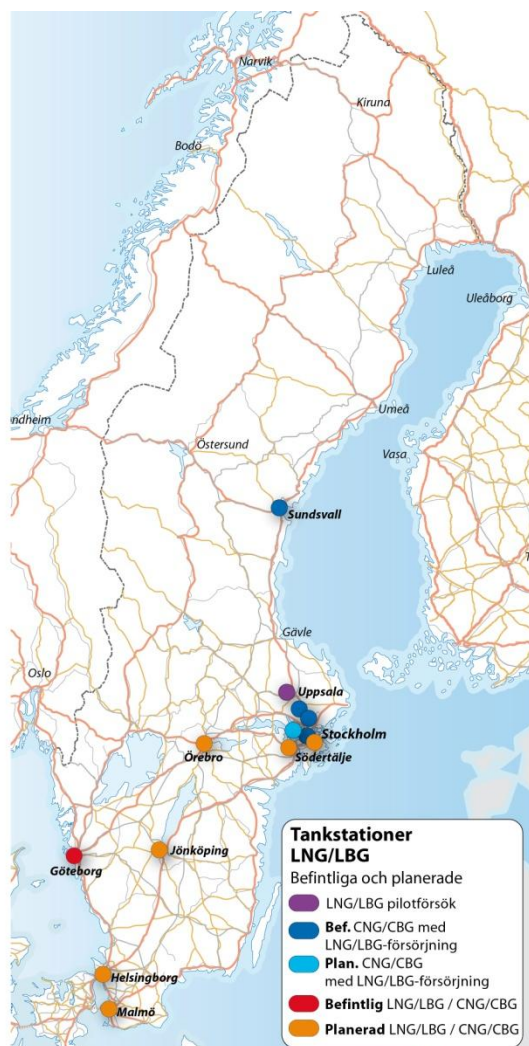 Narvik
Kiruna
Bodö
Luleå
Uleåborg
ndheim
Umeå
Östersund
Vasa
Sundsvall
T
Gävle
Oslo
Uppsala
Stockholm
Örebro
Södertälje
Jönköping
Göteborg
Helsingborg
Malmö
Tankstationer
LNG/LBG
Befintliga och planerade
LNG/LBG pilotförsök
Bef. CNG/CBG med
LNG/LBG-försörjning
Plan. CNG/CBG
med LNG/LBG-försörjning
Befintlig LNG/LBG / CNG/CBG
Planerad LNG/LBG / CNG/CBG